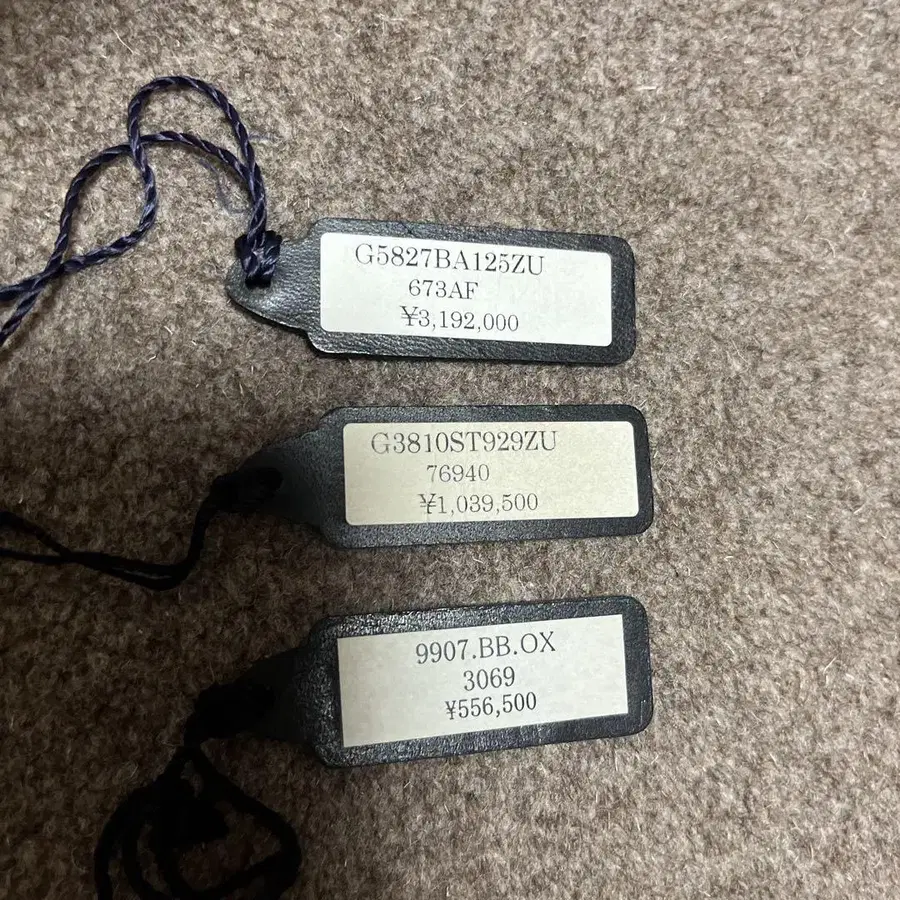 G5827BA125ZU
673AF
¥3,192,000
G3810ST929ZU
76940
¥1,039,500
9907.BB.OX
3069
¥556,500